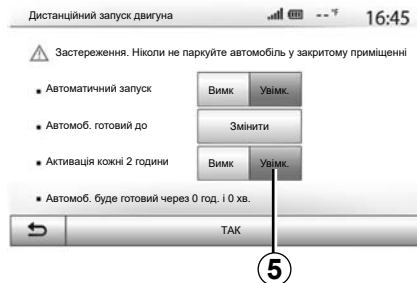 Дистанційний запуск двигуна --°F 16:45
Застереження. Ніколи не паркуйте автомобіль у закритому приміщенні
Автоматичний запуск Вимк Увімк.
Автомоб. готовий до Змінити
Активація кожні 2 години Вимк Увімк.
Автомоб. буде готовий через 0 год. і 0 хв.
ТАК
5